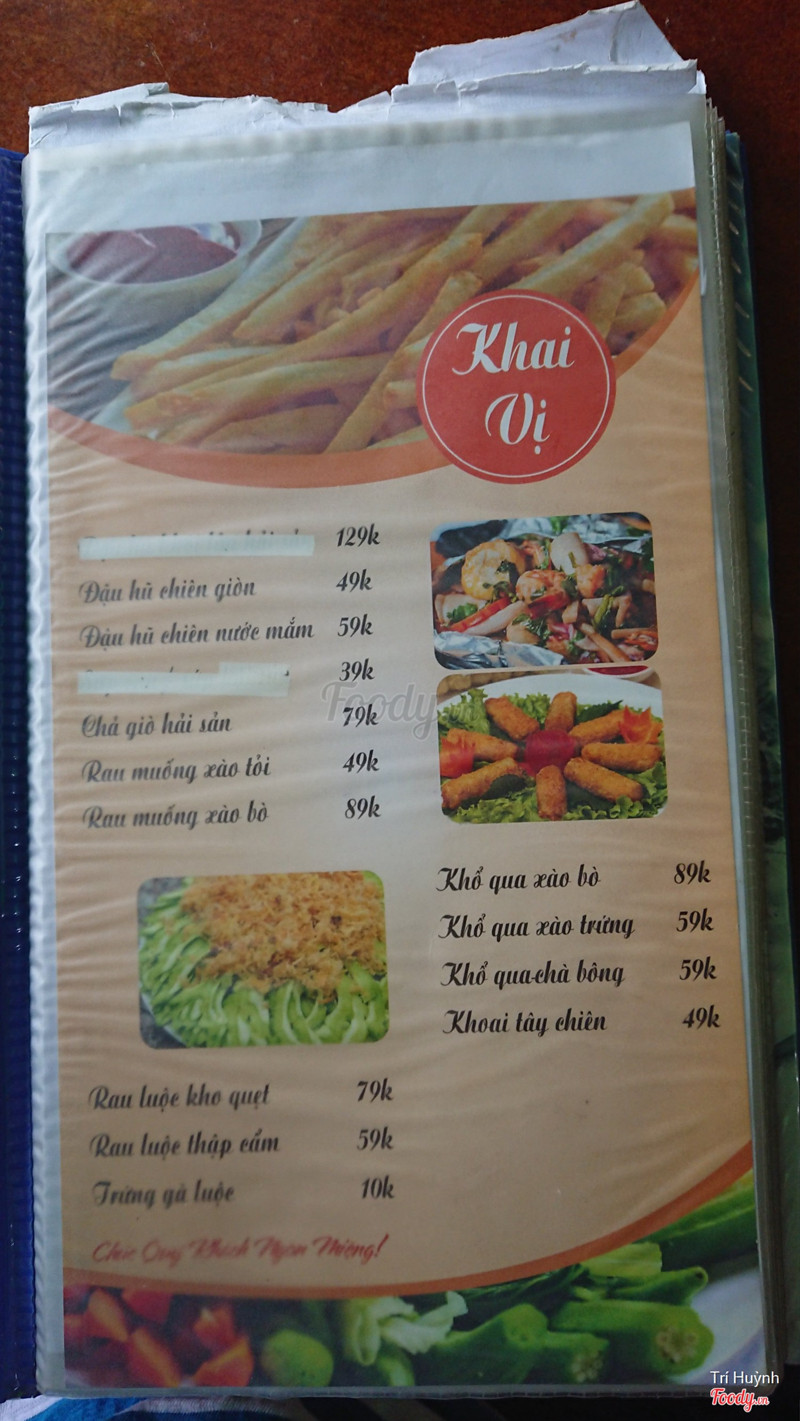 Khai
Vị
129k
Đậu hũ chiên giòn 49k
Đậu hũ chiên nước mắm 59k
39k
Chả giò hải sản 79k
Rau muống xào tỏi 49k
Rau muống xào bò 89k
Khổ qua xào bò 89k
Khổ qua xào trứng 59k
Khổ qua chà bông 59k
Khoai tây chiên 49k
Rau luộc kho quẹt 79k
Rau luộc thập cẩm 59k
Trứng gà luộc 10k
Chúc Quý Khách Ngon Miệng!
Foody
Trí Huỳnh
Foody.vn